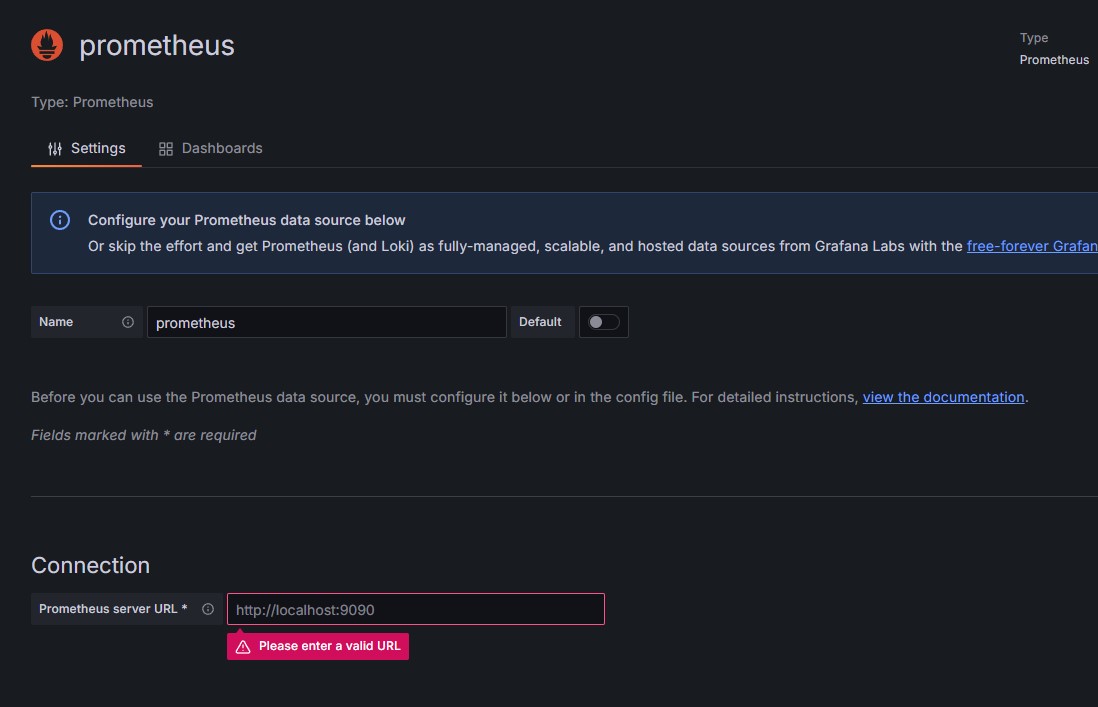 prometheus
Type
Prometheus
Type: Prometheus
Settings
Dashboards
Configure your Prometheus data source below
Or skip the effort and get Prometheus (and Loki) as fully-managed, scalable, and hosted data sources from Grafana Labs with the free-forever Grafan
Name
prometheus
Default
Before you can use the Prometheus data source, you must configure it below or in the config file. For detailed instructions, view the documentation.
Fields marked with * are required
Connection
Prometheus server URL *
http://localhost:9090
Please enter a valid URL